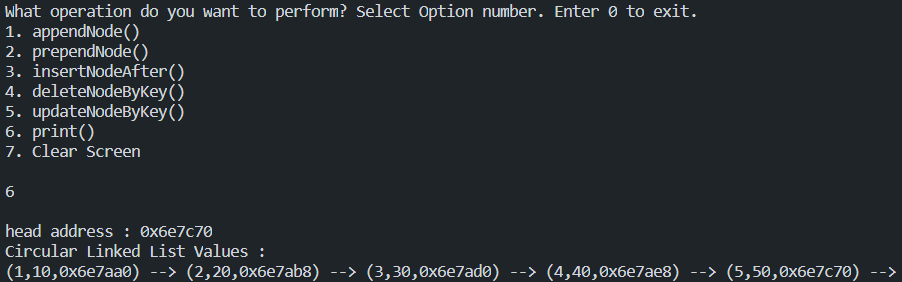 What operation do you want to perform? Select Option number. Enter 0 to exit.
1. appendNode()
2. prependNode()
3. insertNodeAfter()
4. deleteNodeByKey()
5. updateNodeByKey()
6. print()
7. Clear Screen
6
head address : 0x6e7c70
Circular Linked List Values :
(1,10,0x6e7aa0) --> (2,20,0x6e7ab8) --> (3,30,0x6e7ad0) --> (4,40,0x6e7ae8) --> (5,50,0x6e7c70) -->